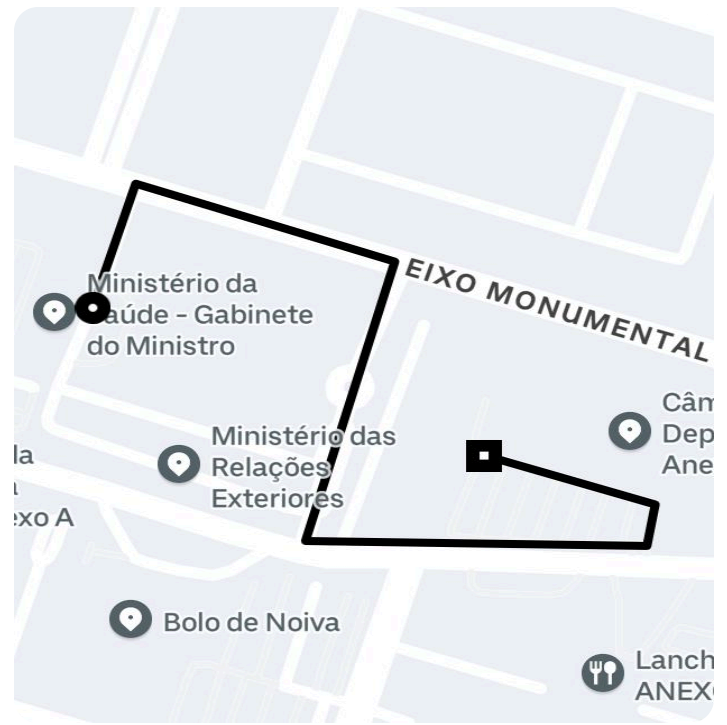 Ministério da
Saúde - Gabinete
do Ministro
EIXO MONUMENTAL
Câm
Dep
Ane
Ministério das
Relações
Exteriores
la
a
exo A
Bolo de Noiva
Lanch
ANEX